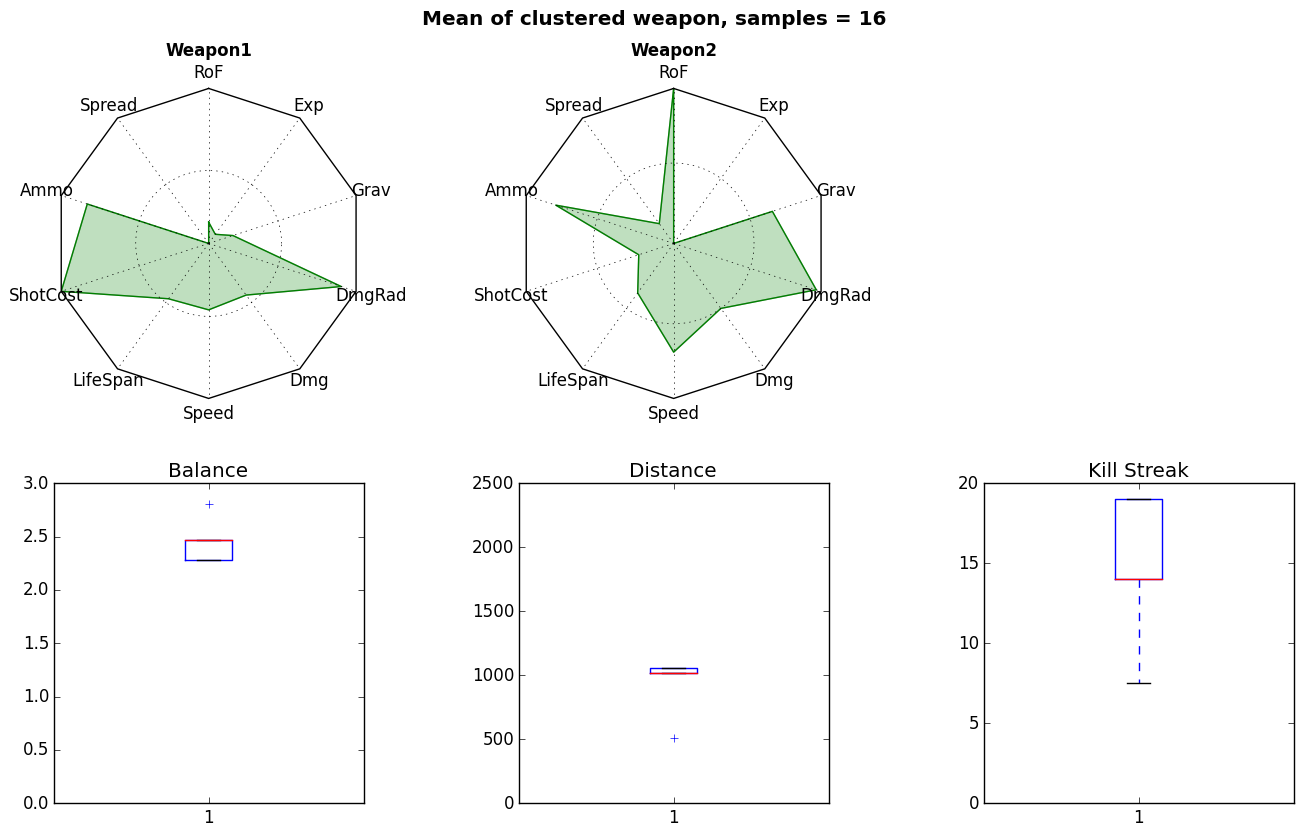 Mean of clustered weapon, samples = 16
Weapon1
RoF
Spread
Exp
Ammo
Grav
ShotCost
DmgRad
LifeSpan
Dmg
Speed
Weapon2
RoF
Spread
Exp
Ammo
Grav
ShotCost
DmgRad
LifeSpan
Dmg
Speed
Balance
3.0
2.5
2.0
1.5
1.0
0.5
0.0
1
Distance
2500
2000
1500
1000
500
0
1
Kill Streak
20
15
10
5
0
1